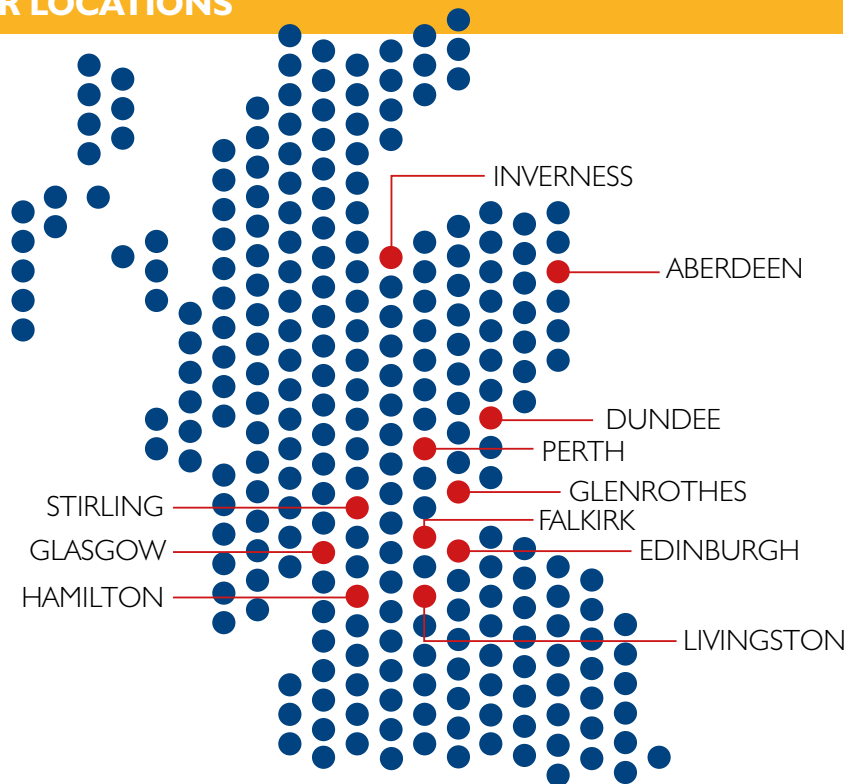 R LOCATIONS
INVERNESS
ABERDEEN
DUNDEE
PERTH
GLENROTHES
STIRLING
FALKIRK
GLASGOW
EDINBURGH
HAMILTON
LIVINGSTON